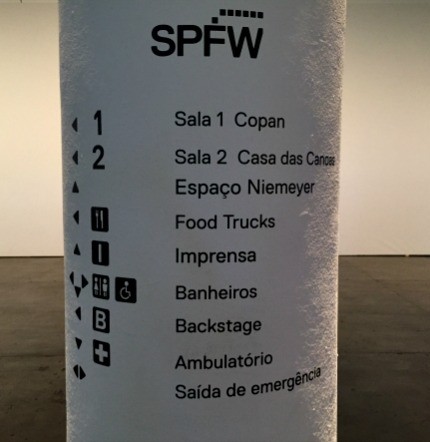 SPFW
1 Sala 1 Copan
2 Sala 2 Casa das Canoas
Espaço Niemeyer
Food Trucks
I Imprensa
Banheiros
B Backstage
Ambulatório
Saída de emergência